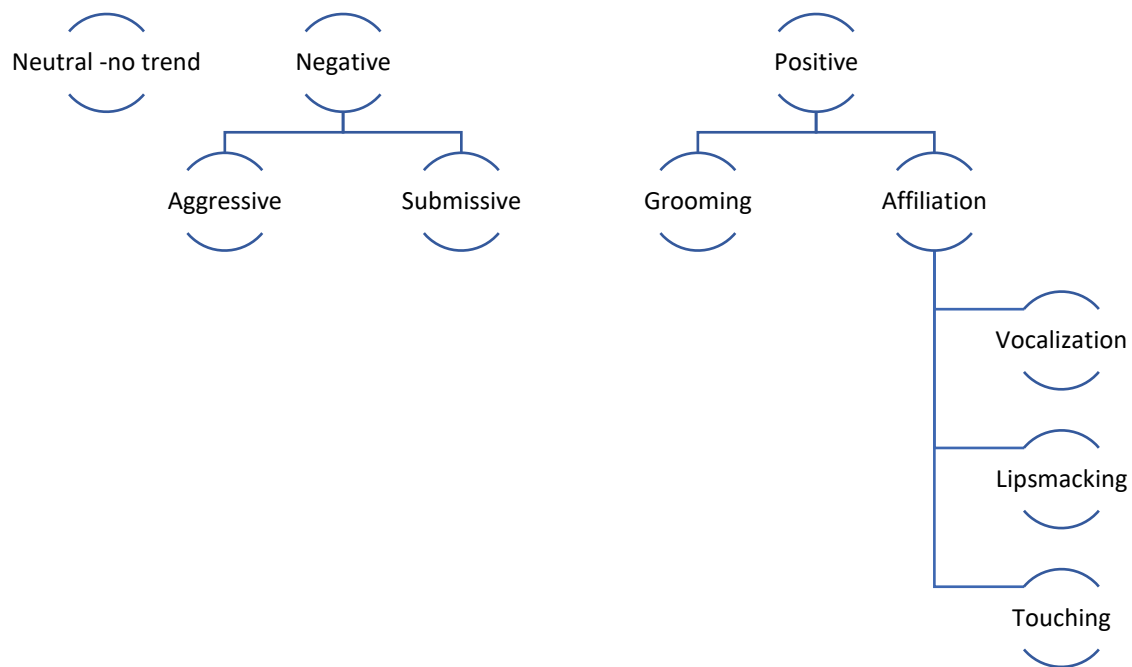 Neutral -no trend
Negative
Positive
Aggressive
Submissive
Grooming
Affiliation
Vocalization
Lipsmacking
Touching